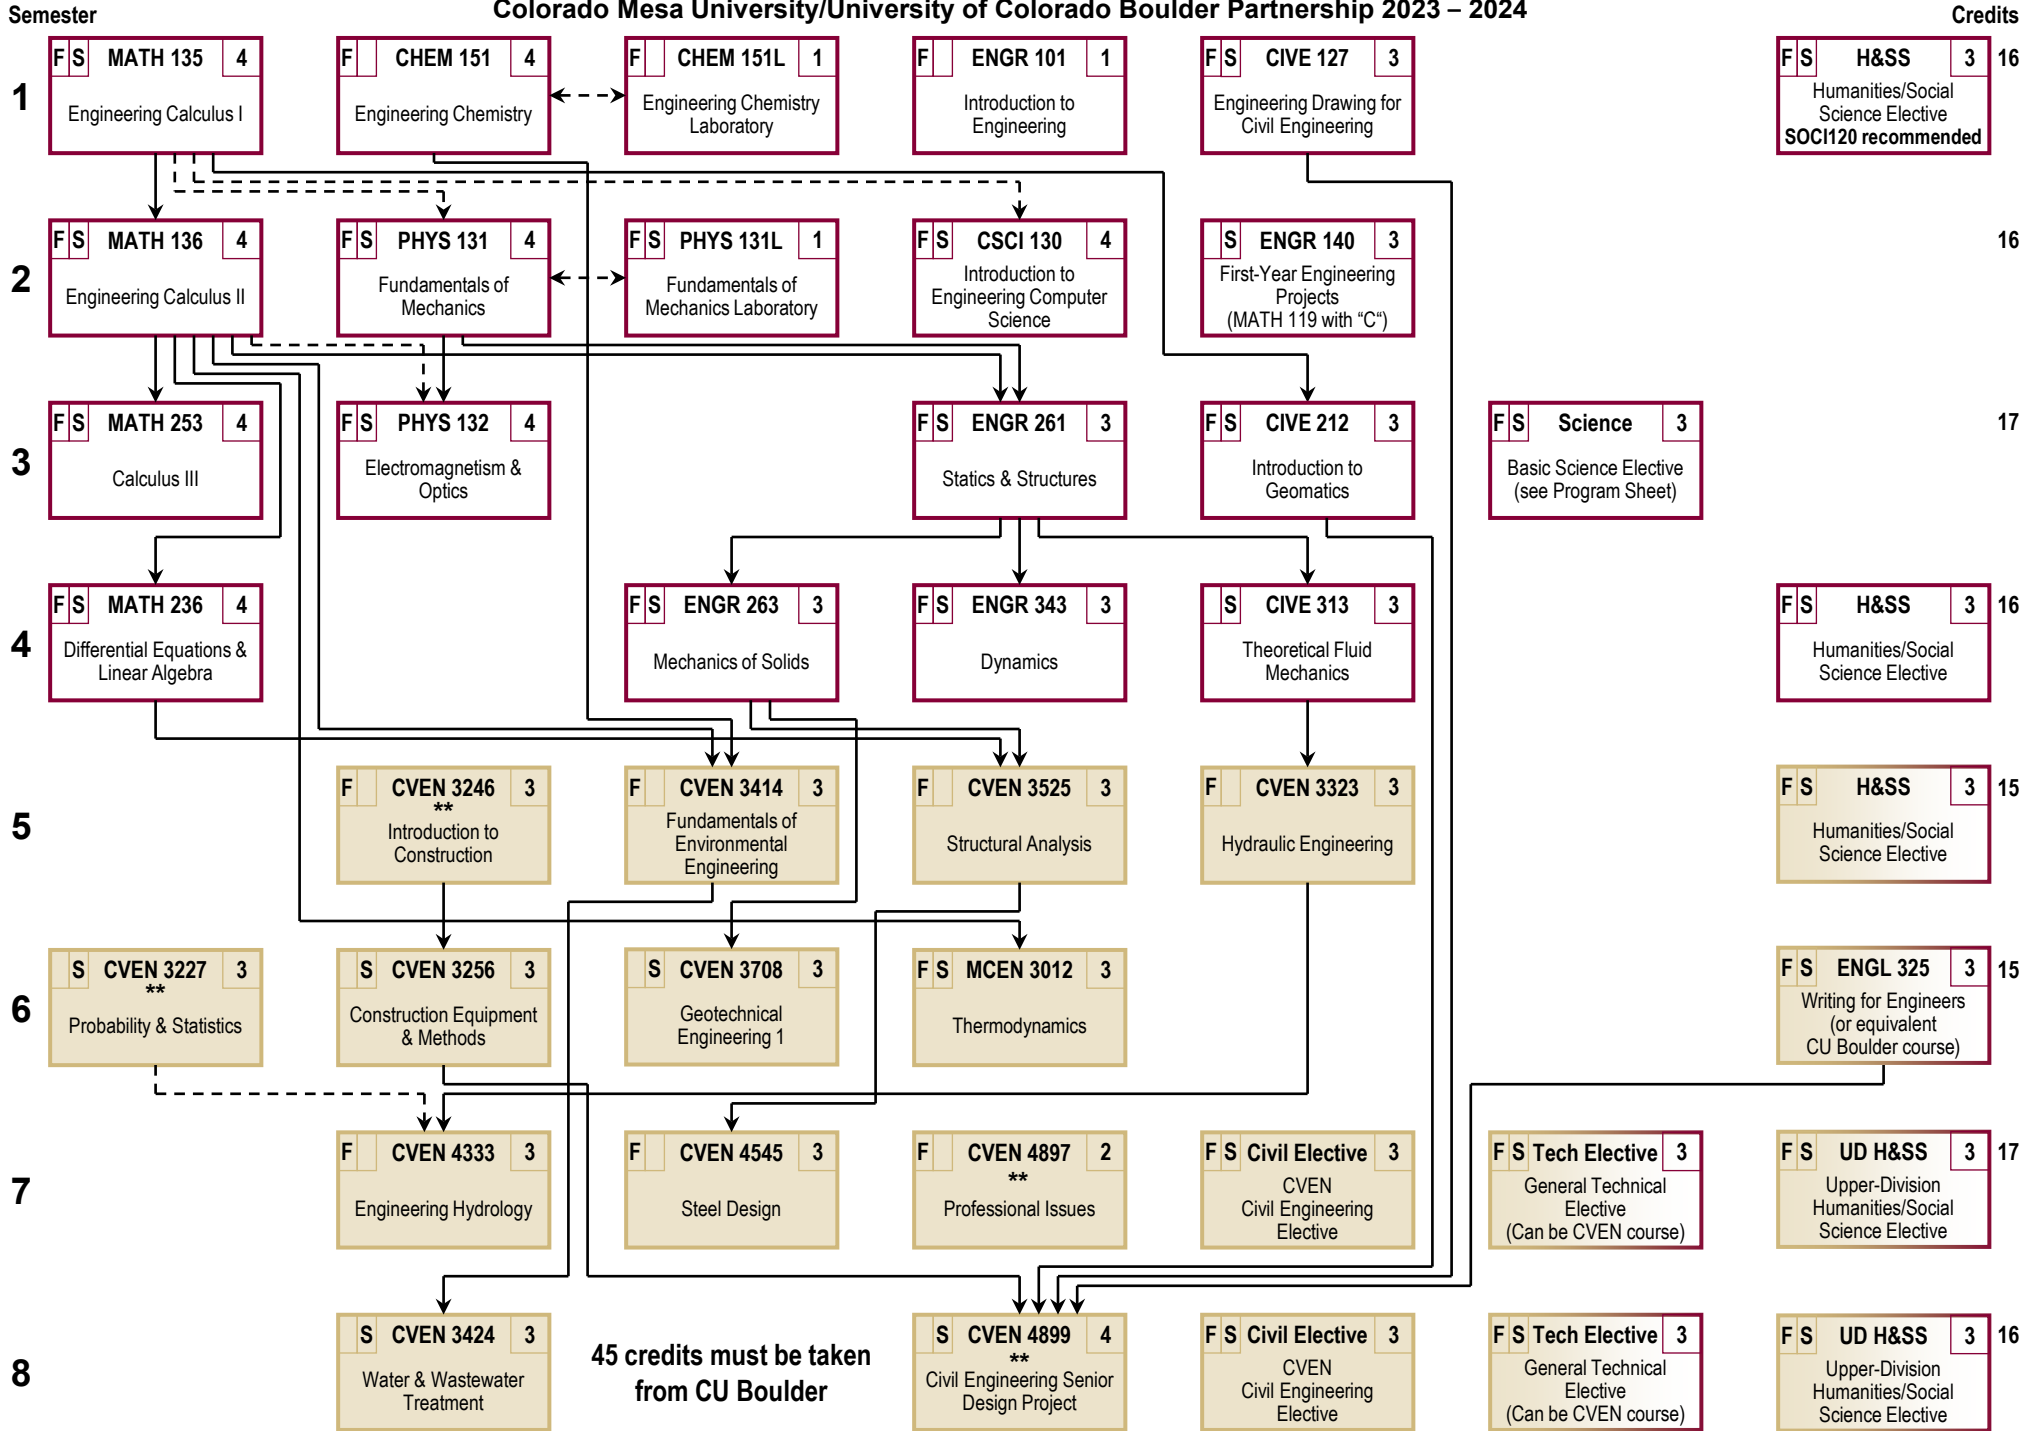 Colorado Mesa University/University of Colorado Boulder Partnership 2023 – 2024
Semester
Credits
1
F S MATH 135 4
Engineering Calculus I
F CHEM 151 4
Engineering Chemistry
F CHEM 151L 1
Engineering Chemistry
Laboratory
F ENGR 101 1
Introduction to
Engineering
F S CIVE 127 3
Engineering Drawing for
Civil Engineering
F S H&SS 3
Humanities/Social
Science Elective
SOCI120 recommended
16
2
F S MATH 136 4
Engineering Calculus II
F S PHYS 131 4
Fundamentals of
Mechanics
F S PHYS 131L 1
Fundamentals of
Mechanics Laboratory
F S CSCI 130 4
Introduction to
Engineering Computer
Science
S ENGR 140 3
First-Year Engineering
Projects
(MATH 119 with “C“)
16
3
F S MATH 253 4
Calculus III
F S PHYS 132 4
Electromagnetism &
Optics
F S ENGR 261 3
Statics & Structures
F S CIVE 212 3
Introduction to
Geomatics
F S Science 3
Basic Science Elective
(see Program Sheet)
17
4
F S MATH 236 4
Differential Equations &
Linear Algebra
F S ENGR 263 3
Mechanics of Solids
F S ENGR 343 3
Dynamics
S CIVE 313 3
Theoretical Fluid
Mechanics
F S H&SS 3
Humanities/Social
Science Elective
16
5
F CVEN 3246 3
**
Introduction to
Construction
F CVEN 3414 3
Fundamentals of
Environmental
Engineering
F CVEN 3525 3
Structural Analysis
F CVEN 3323 3
Hydraulic Engineering
F S H&SS 3
Humanities/Social
Science Elective
15
6
S CVEN 3227 3
**
Probability & Statistics
S CVEN 3256 3
Construction Equipment
& Methods
S CVEN 3708 3
Geotechnical
Engineering 1
F S MCEN 3012 3
Thermodynamics
F S ENGL 325 3
Writing for Engineers
(or equivalent
CU Boulder course)
15
7
F CVEN 4333 3
Engineering Hydrology
F CVEN 4545 3
Steel Design
F CVEN 4897 2
**
Professional Issues
F S Civil Elective 3
CVEN
Civil Engineering
Elective
F S Tech Elective 3
General Technical
Elective
(Can be CVEN course)
F S UD H&SS 3
Upper-Division
Humanities/Social
Science Elective
17
8
S CVEN 3424 3
Water & Wastewater
Treatment
45 credits must be taken
from CU Boulder
S CVEN 4899 4
**
Civil Engineering Senior
Design Project
F S Civil Elective 3
CVEN
Civil Engineering
Elective
F S Tech Elective 3
General Technical
Elective
(Can be CVEN course)
F S UD H&SS 3
Upper-Division
Humanities/Social
Science Elective
16